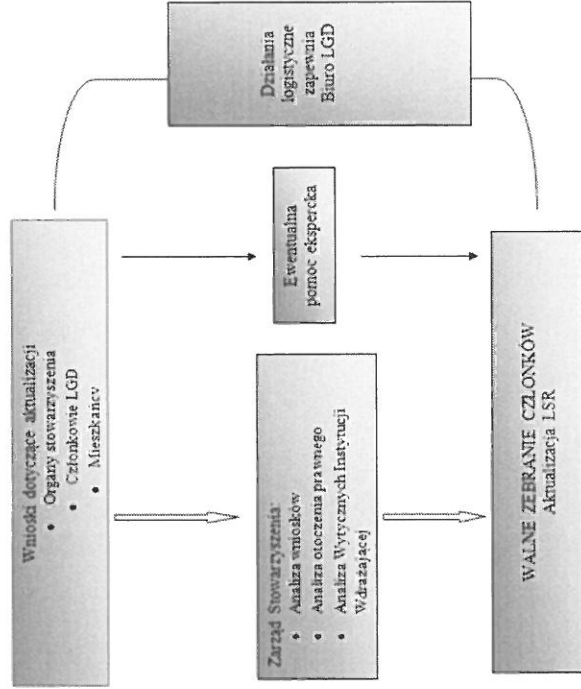 Wnioski dotyczące aktualizacji
• Organy stowarzyszenia
• Członkowie LGD
• Mieszkańcy
Zarząd Stowarzyszenia:
• Analiza wniosków
• Analiza otoczenia prawnego
• Analiza Wytycznych Instytucji
Wdrażającej
Ewentualna
pomoc ekspercka
Działania
logistyczne
zapewnia
Biuro LGD
WALNE ZEBRANIE CZŁONKÓW
Aktualizacja LSR